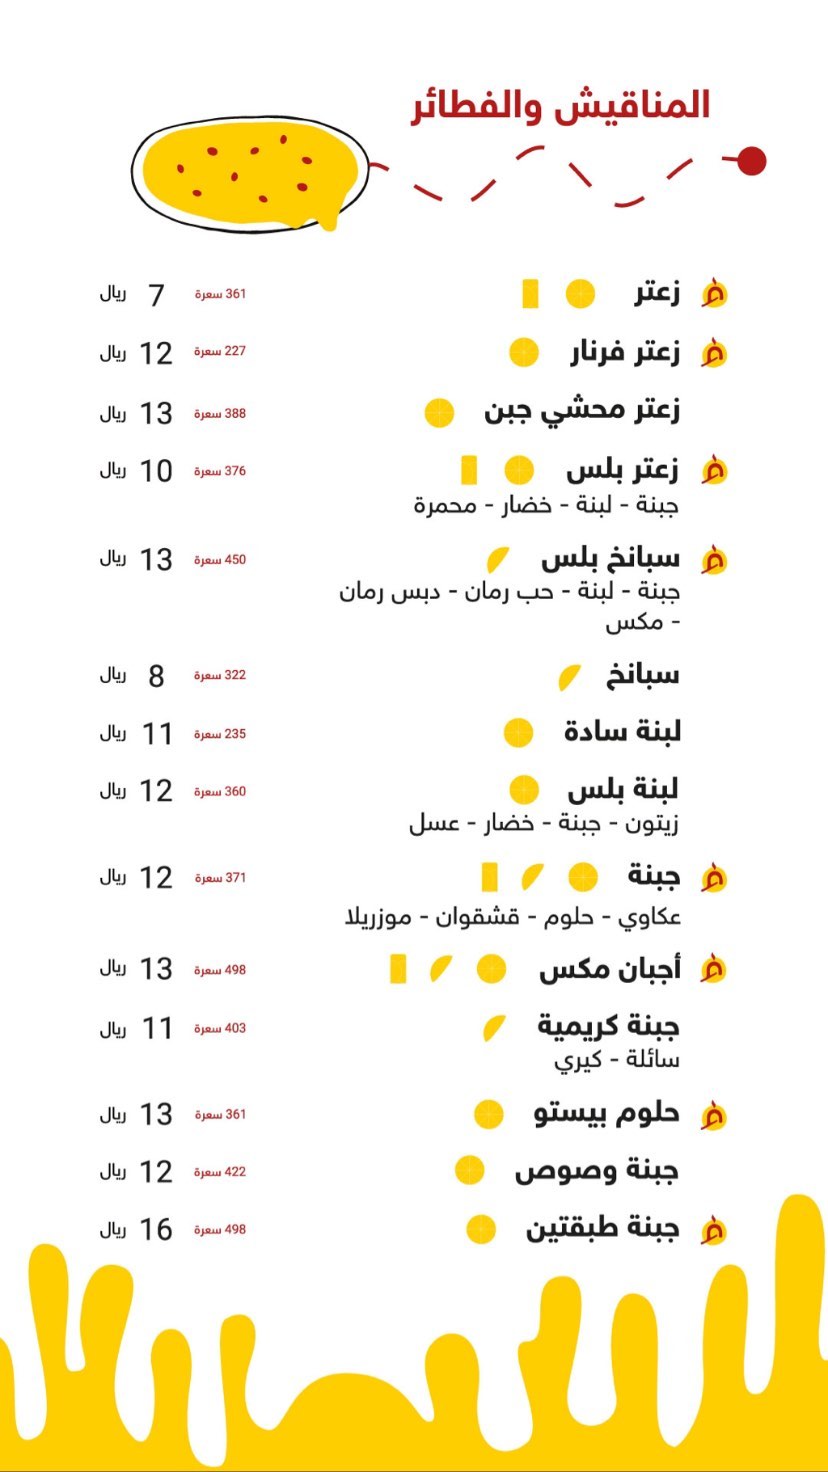 المناقيش والفطائر
زعتر 361 سعرة 7 ريال
زعتر فرنار 227 سعرة 12 ريال
زعتر محشي جبن 388 سعرة 13 ريال
زعتر بلس 376 سعرة 10 ريال
جبنة - لبنة - خضار - محمرة
سبانخ بلس 450 سعرة 13 ريال
جبنة - لبنة - حب رمان - دبس رمان
- مكس
سبانخ 322 سعرة 8 ريال
لبنة سادة 235 سعرة 11 ريال
لبنة بلس 360 سعرة 12 ريال
زيتون - جبنة - خضار - عسل
جبنة 371 سعرة 12 ريال
عكاوي - حلوم - قشقوان - موزريلا
أجبان مكس 498 سعرة 13 ريال
جبنة كريمية 403 سعرة 11 ريال
سائلة - كيري
حلوم بيستو 361 سعرة 13 ريال
جبنة وصوص 422 سعرة 12 ريال
جبنة طبقتين 498 سعرة 16 ريال